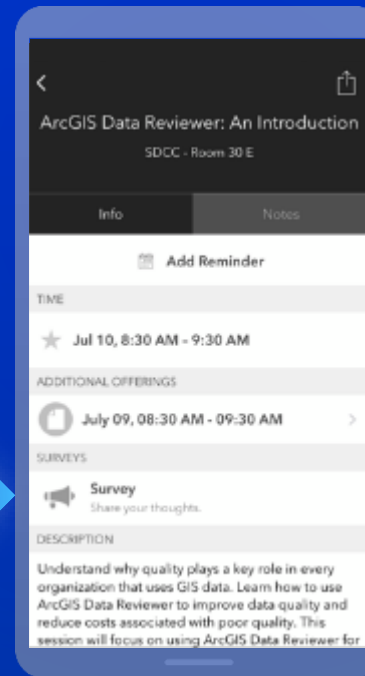 ArcGIS Data Reviewer: An Introduction
SDCC - Room 30 E
Info Notes
Add Reminder
TIME
Jul 10, 8:30 AM - 9:30 AM
ADDITIONAL OFFERINGS
July 09, 08:30 AM - 09:30 AM
SURVEYS
Survey
Share your thoughts.
DESCRIPTION
Understand why quality plays a key role in every
organization that uses GIS data. Learn how to use
ArcGIS Data Reviewer to improve data quality and
reduce costs associated with poor quality. This
session will focus on using ArcGIS Data Reviewer for